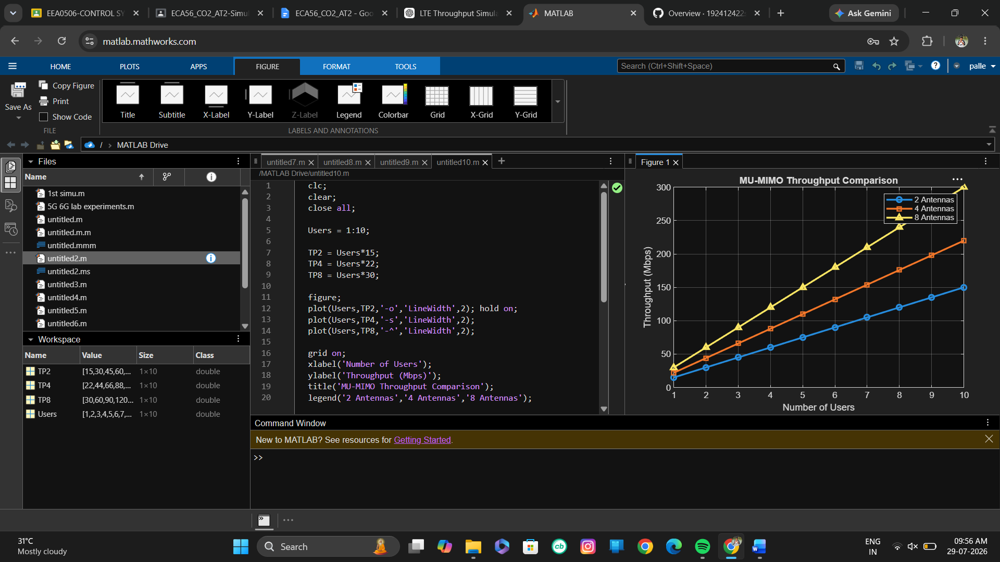 EEA0506-CONTROL SY
ECA56_CO2_AT2-Simul
ECA56_CO2_AT2 - Goo
LTE Throughput Simula
MATLAB
Overview · 192412422
Ask Gemini
matlab.mathworks.com
HOME
PLOTS
APPS
FIGURE
FORMAT
TOOLS
Search (Ctrl+Shift+Space)
palle
Save As
Copy Figure
Print
Show Code
FILE
Title
Subtitle
X-Label
Y-Label
Z-Label
Legend
Colorbar
Grid
X-Grid
Y-Grid
LABELS AND ANNOTATIONS
/ › MATLAB Drive
Files
Name
1st simu.m
5G 6G lab experiments.m
untitled.m
untitled.m.m
untitled.mmm
untitled2.m
untitled2.ms
untitled3.m
untitled4.m
untitled5.m
untitled6.m
Workspace
Name Value Size Class
TP2 [15,30,45,60,... 1×10 double
TP4 [22,44,66,88,... 1×10 double
TP8 [30,60,90,120... 1×10 double
Users [1,2,3,4,5,6,7,... 1×10 double
untitled7.m
untitled8.m
untitled9.m
untitled10.m
/MATLAB Drive/untitled10.m
1 clc;
2 clear;
3 close all;
4
5 Users = 1:10;
6
7 TP2 = Users*15;
8 TP4 = Users*22;
9 TP8 = Users*30;
10
11 figure;
12 plot(Users,TP2,'-o','LineWidth',2); hold on;
13 plot(Users,TP4,'-s','LineWidth',2);
14 plot(Users,TP8,'-^','LineWidth',2);
15
16 grid on;
17 xlabel('Number of Users');
18 ylabel('Throughput (Mbps)');
19 title('MU-MIMO Throughput Comparison');
20 legend('2 Antennas','4 Antennas','8 Antennas');
Figure 1
MU-MIMO Throughput Comparison
2 Antennas
4 Antennas
8 Antennas
Throughput (Mbps)
300
250
200
150
100
50
0
1 2 3 4 5 6 7 8 9 10
Number of Users
Command Window
New to MATLAB? See resources for Getting Started.
>>
31°C
Mostly cloudy
Search
cb
W
ENG
IN
09:56 AM
29-07-2026